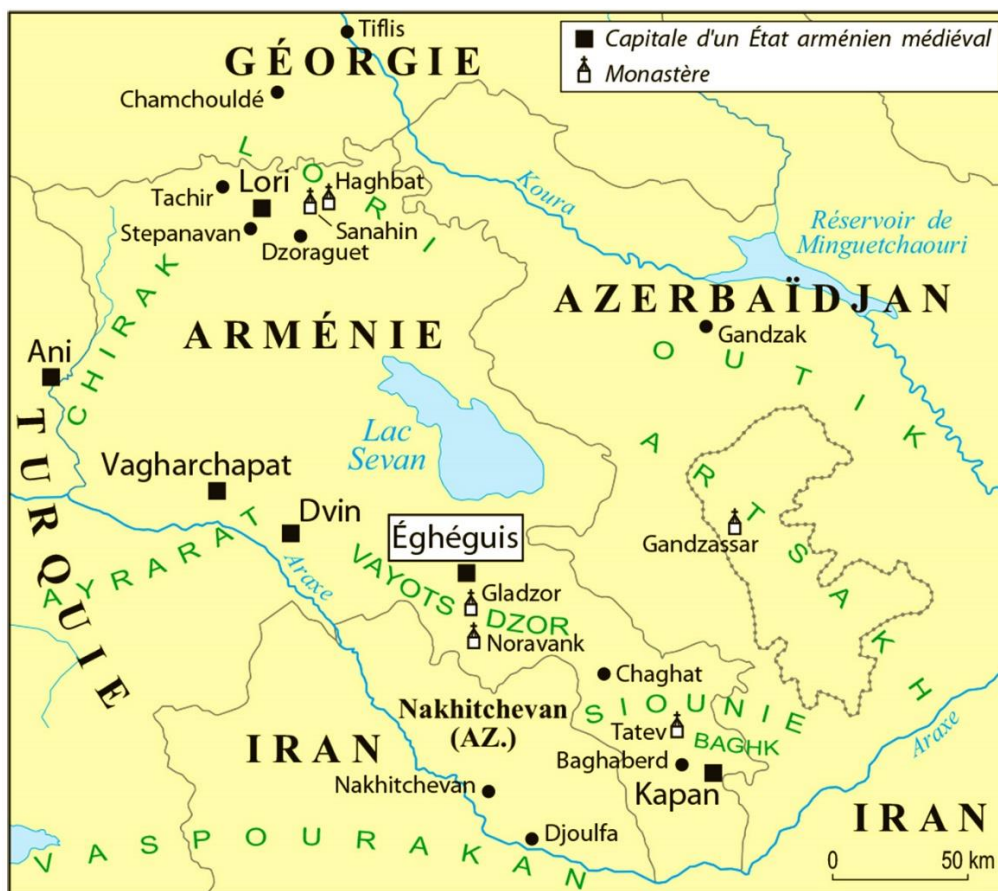 Tiflis
GÉORGIE
Chamchouldé
■ Capitale d'un État arménien médiéval
Monastère
LORI
Tachir
Lori
Haghbat
Sanahin
Stepanavan
Dzoraguet
Koura
Réservoir de
Minguetchaouri
CHIRAK
ARMÉNIE
AZERBAÏDJAN
Gandzak
OUTIK
Ani
TURQUIE
Lac
Sevan
ARTSAKH
Vagharchapat
Dvin
Éghéguis
Gandzassar
AYRARAT
Araxe
VAYOTS DZOR
Gladzor
Noravank
Chaghat
SIOUNIE
Nakhitchevan
(AZ.)
Tatev
BAGHK
Araxe
IRAN
Baghaberd
Kapan
Nakhitchevan
IRAN
Djoulfa
VASPOURAKAN
0 50 km